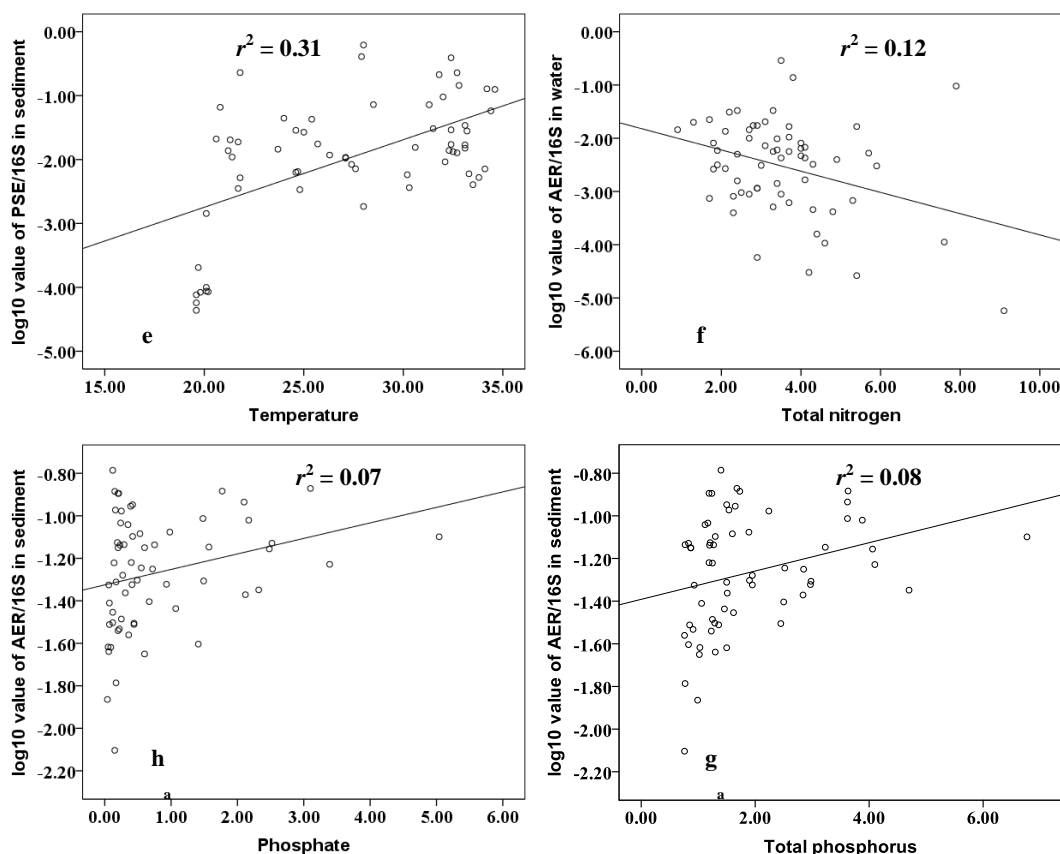 log10 value of PSE/16S in sediment
0.00
-1.00
-2.00
-3.00
-4.00
-5.00
r² = 0.31
e
15.00 20.00 25.00 30.00 35.00
Temperature
log10 value of AER/16S in water
0.00
-1.00
-2.00
-3.00
-4.00
-5.00
-6.00
r² = 0.12
f
0.00 2.00 4.00 6.00 8.00 10.00
Total nitrogen
log10 value of AER/16S in sediment
-0.80
-1.00
-1.20
-1.40
-1.60
-1.80
-2.00
-2.20
r² = 0.07
h
a
0.00 1.00 2.00 3.00 4.00 5.00 6.00
Phosphate
log10 value of AER/16S in sediment
-0.80
-1.00
-1.20
-1.40
-1.60
-1.80
-2.00
-2.20
r² = 0.08
g
a
0.00 2.00 4.00 6.00
Total phosphorus